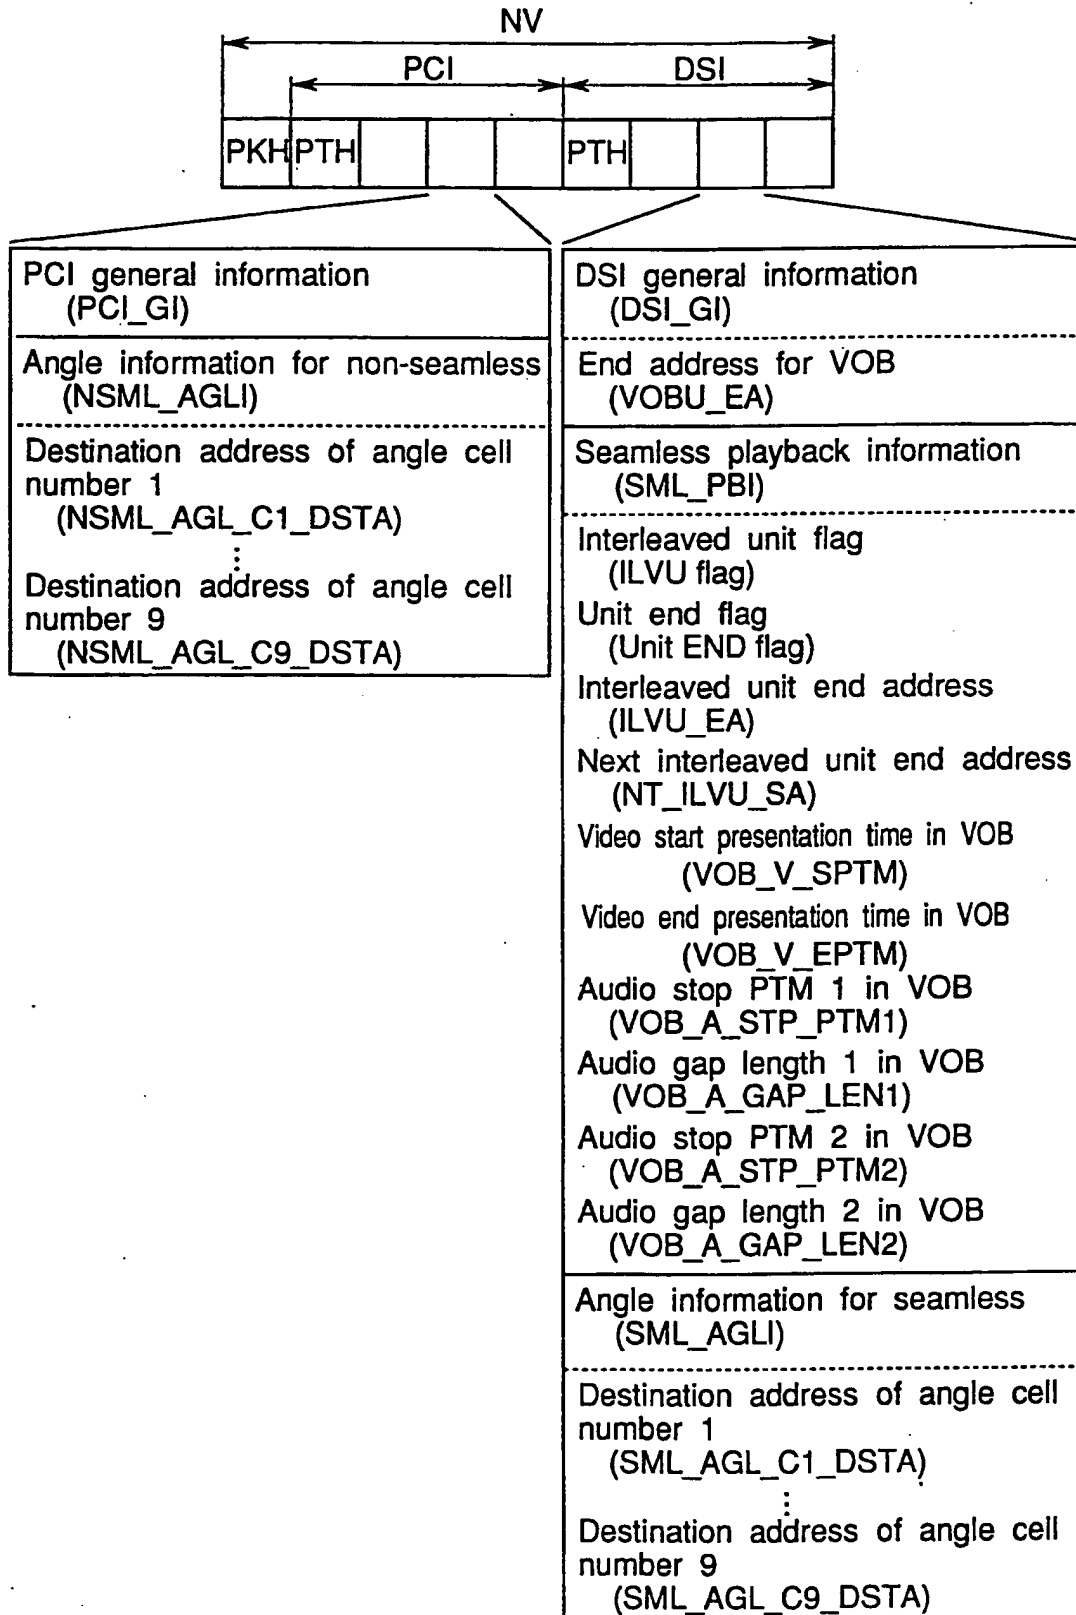 NV
PCI
DSI
PKH PTH
PTH
PCI general information
(PCI_GI)
Angle information for non-seamless
(NSML_AGLI)
Destination address of angle cell
number 1
(NSML_AGL_C1_DSTA)
Destination address of angle cell
number 9
(NSML_AGL_C9_DSTA)
DSI general information
(DSI_GI)
End address for VOB
(VOBU_EA)
Seamless playback information
(SML_PBI)
Interleaved unit flag
(ILVU flag)
Unit end flag
(Unit END flag)
Interleaved unit end address
(ILVU_EA)
Next interleaved unit end address
(NT_ILVU_SA)
Video start presentation time in VOB
(VOB_V_SPTM)
Video end presentation time in VOB
(VOB_V_EPTM)
Audio stop PTM 1 in VOB
(VOB_A_STP_PTM1)
Audio gap length 1 in VOB
(VOB_A_GAP_LEN1)
Audio stop PTM 2 in VOB
(VOB_A_STP_PTM2)
Audio gap length 2 in VOB
(VOB_A_GAP_LEN2)
Angle information for seamless
(SML_AGLI)
Destination address of angle cell
number 1
(SML_AGL_C1_DSTA)
Destination address of angle cell
number 9
(SML_AGL_C9_DSTA)